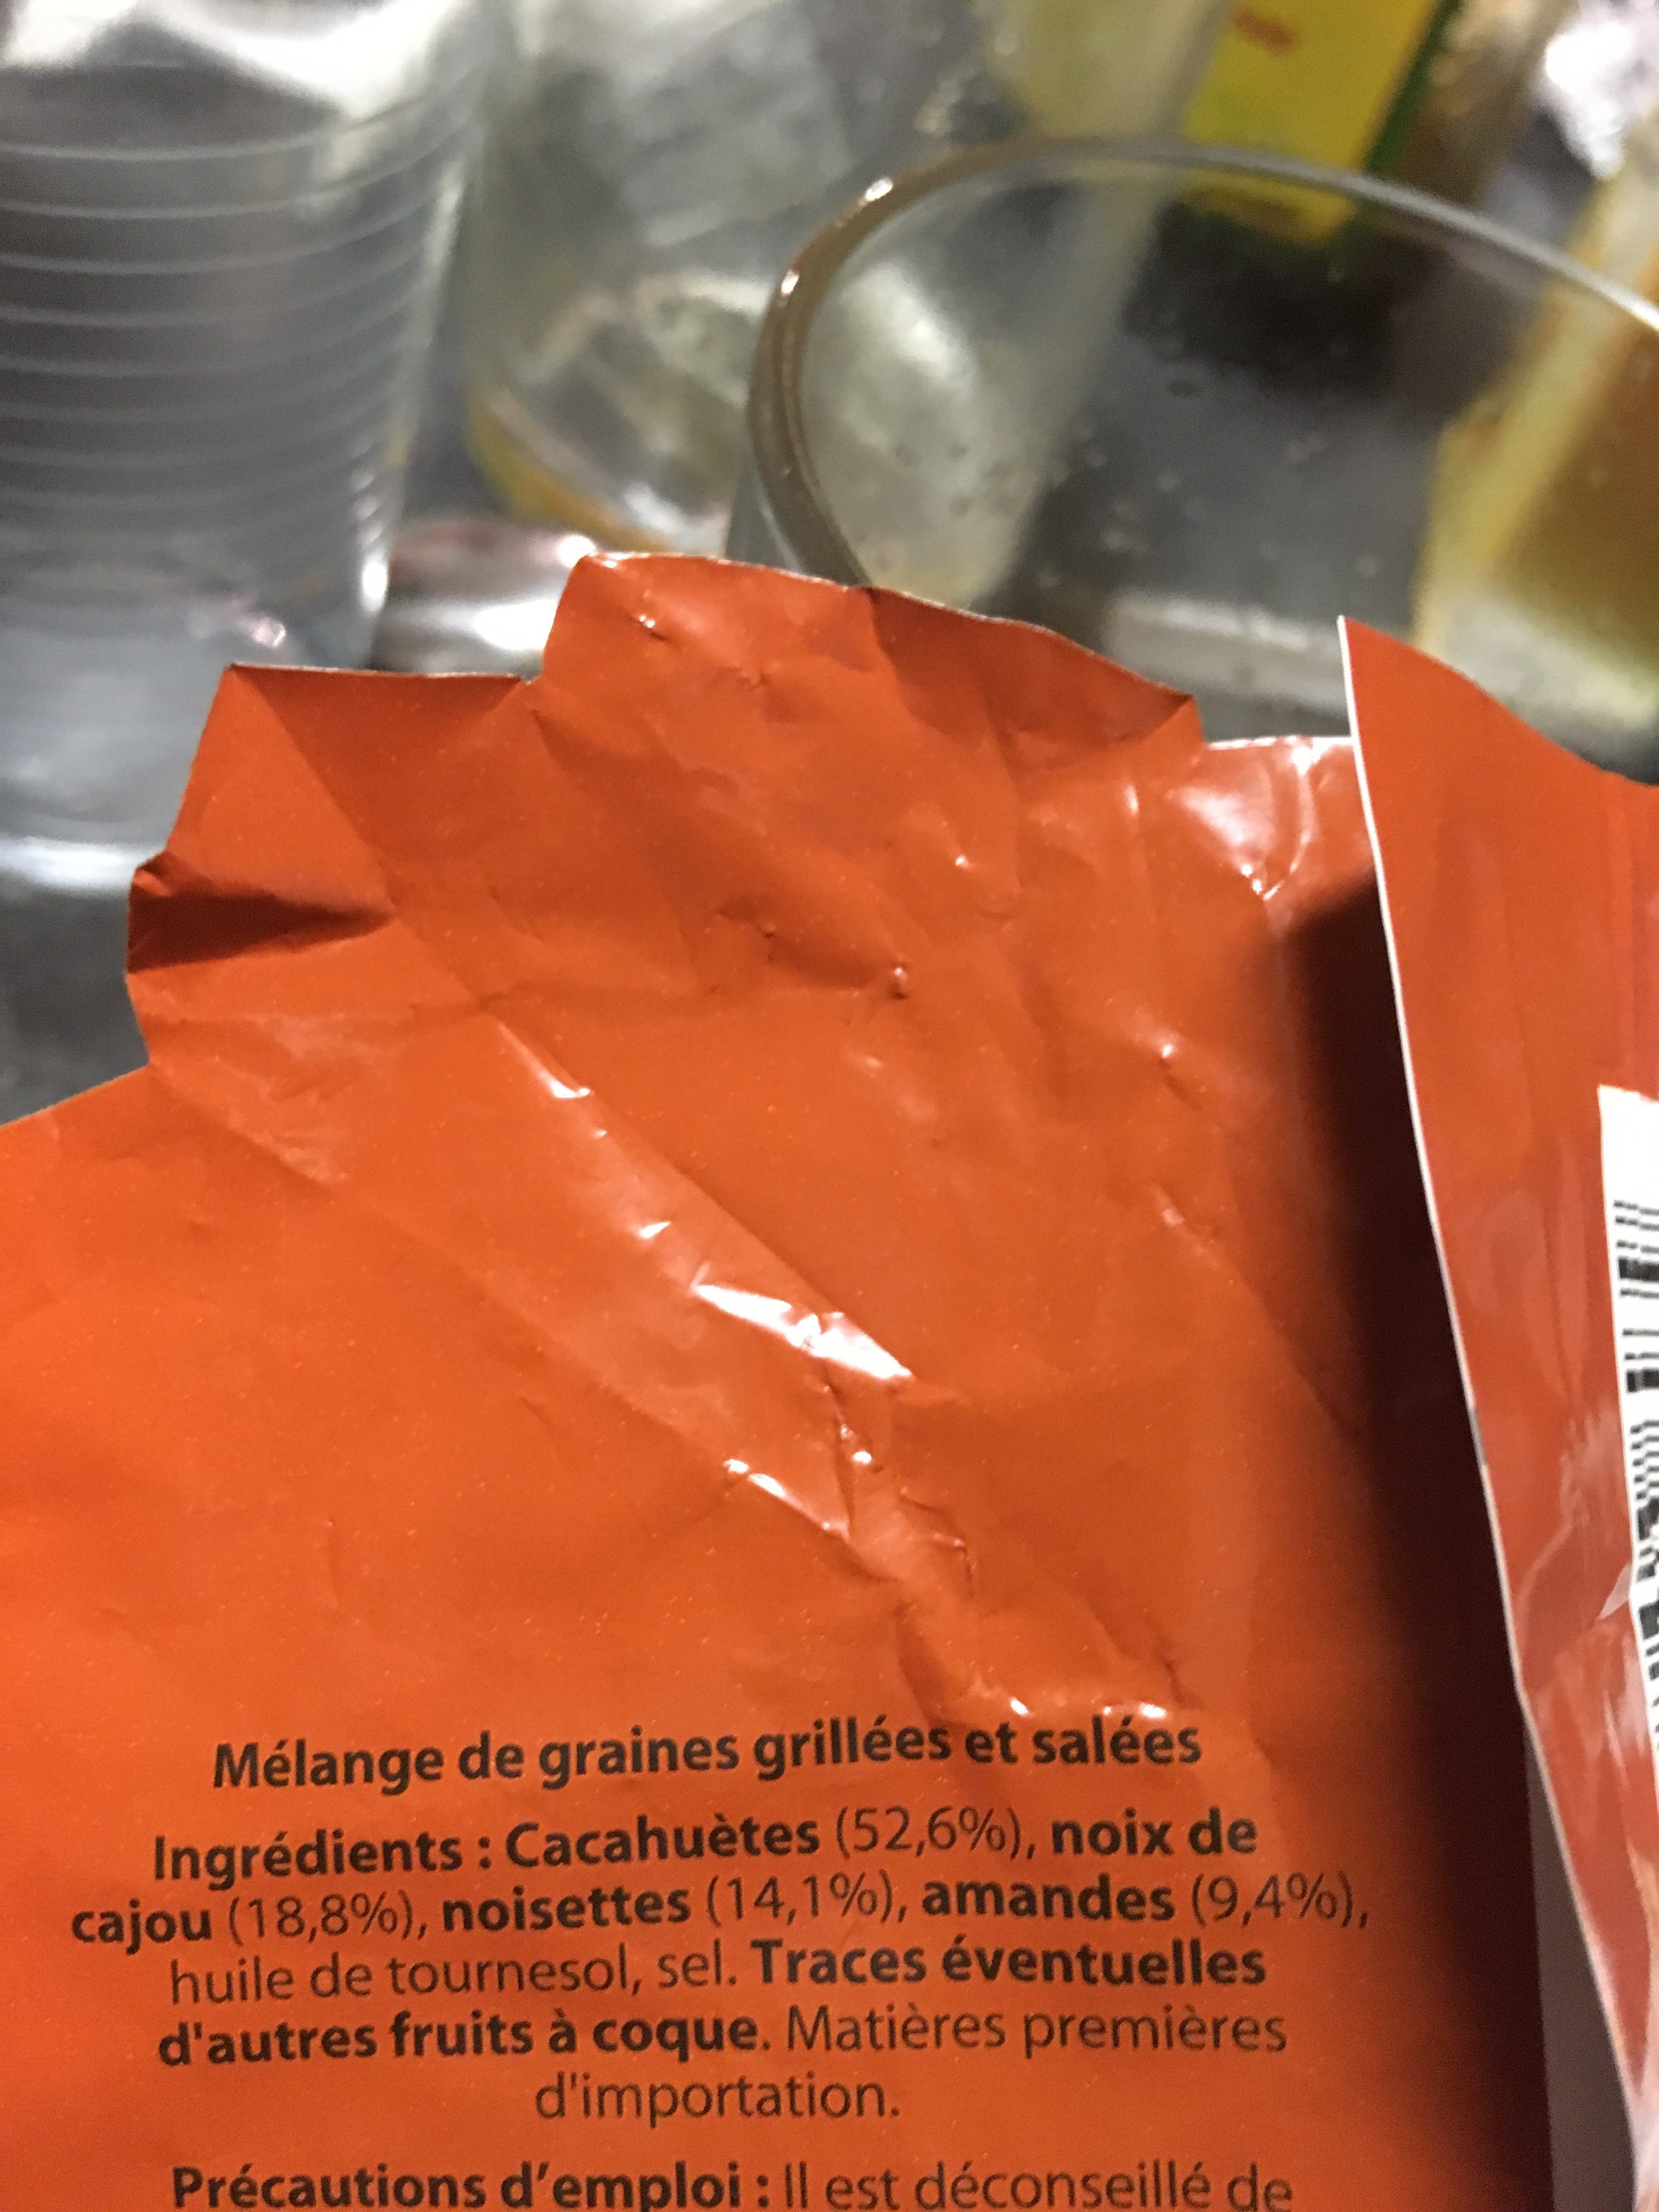 Mélange de graines grillées et salées
Ingrédients : Cacahuètes (52,6%), noix de
cajou (18,8%), noisettes (14,1%), amandes (9,4%),
huile de tournesol, sel. Traces éventuelles
d'autres fruits à coque. Matières premières
d'importation.
Précautions d'emploi : Il est déconseillé de